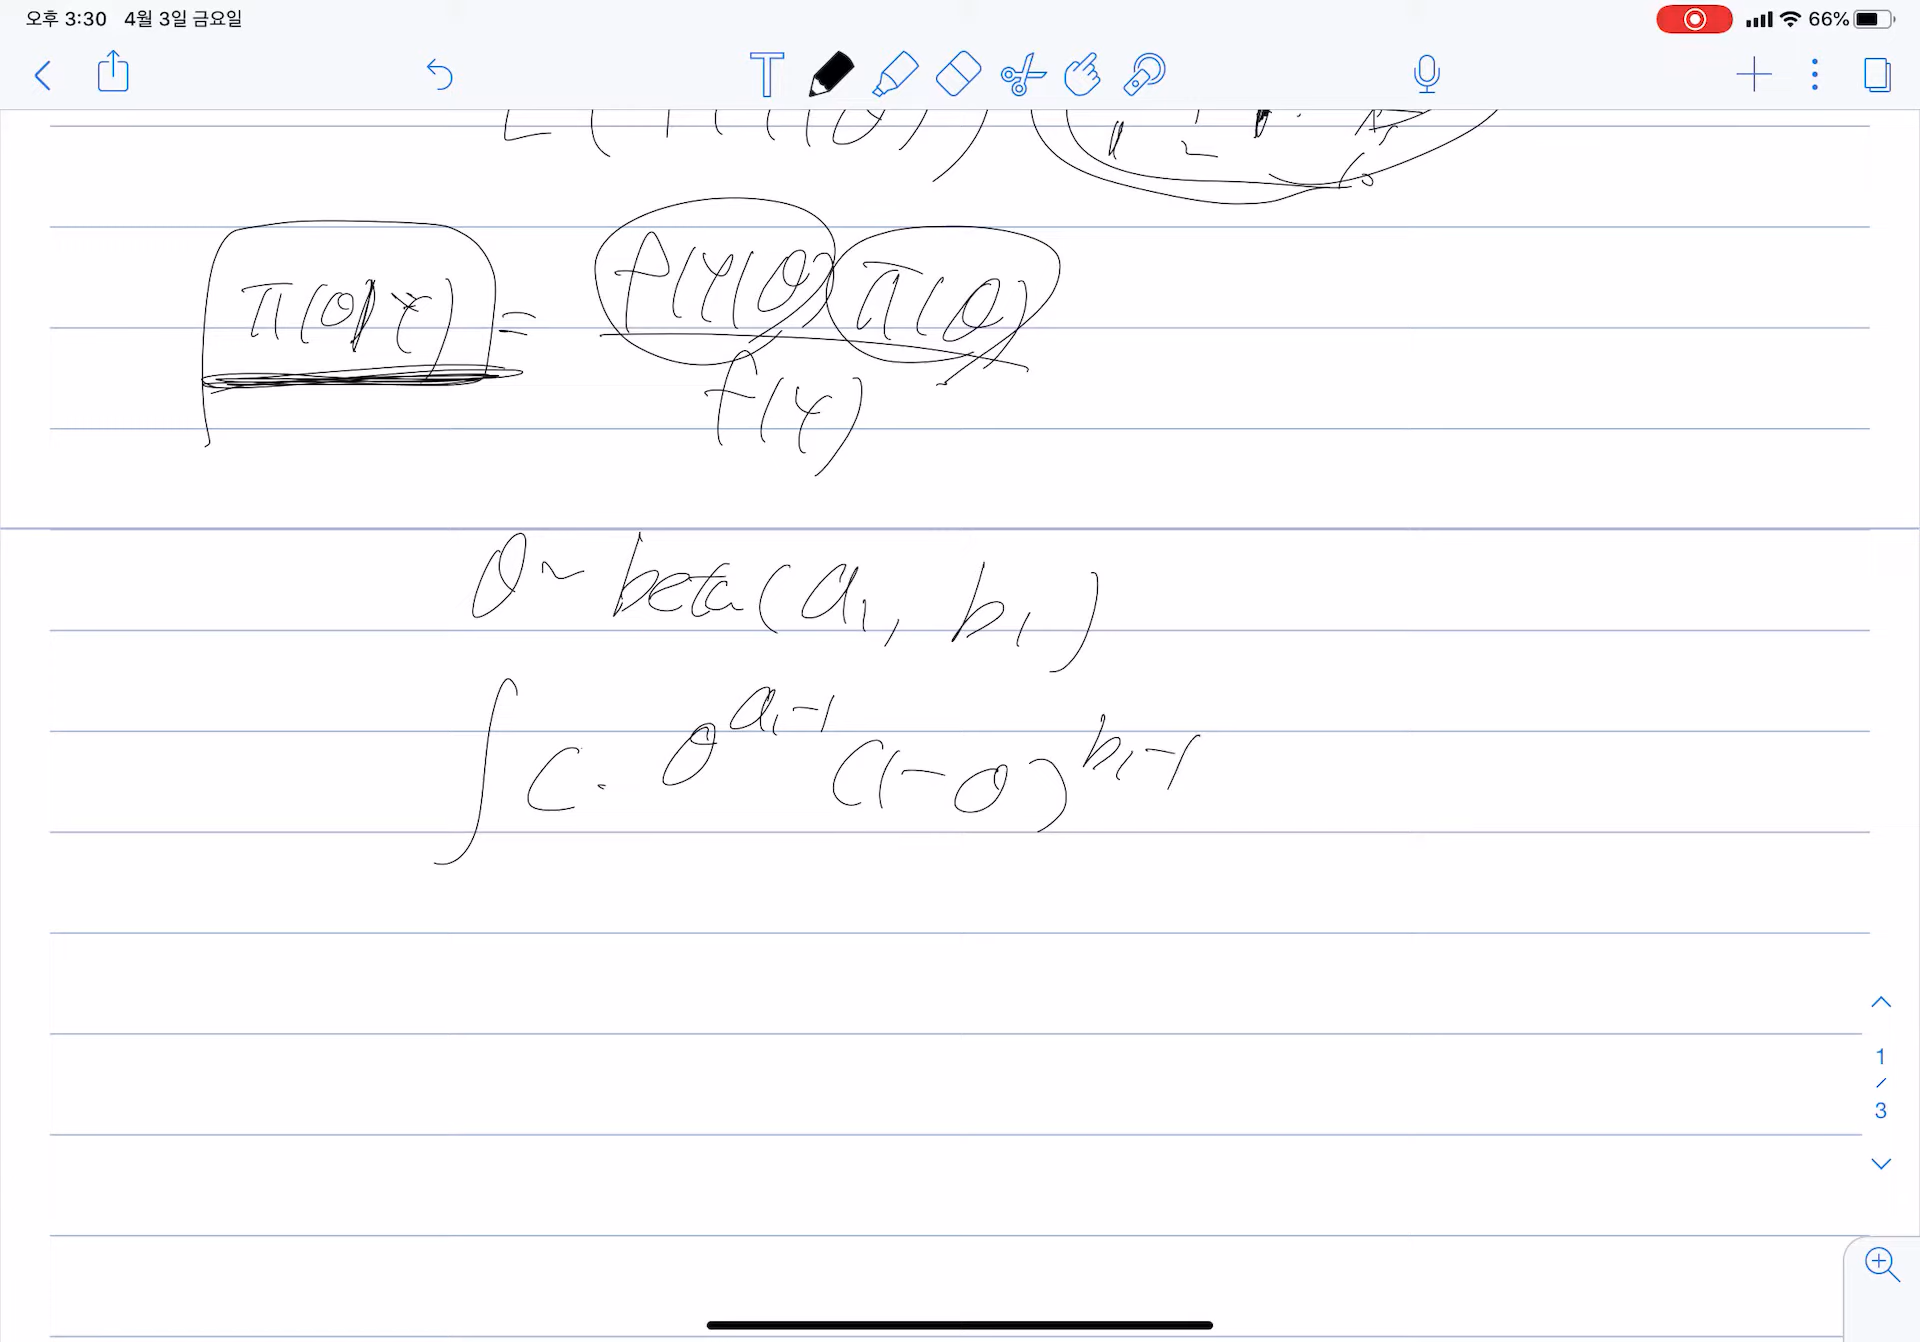 오후 3:30 4월 3일 금요일 66%
π(θ|Y) = f(Y|θ) π(θ)
f(Y)
θ ~ beta(a₁, b₁)
∫ C · θ^{a₁-1} (1-θ)^{b₁-1}
1
/
3